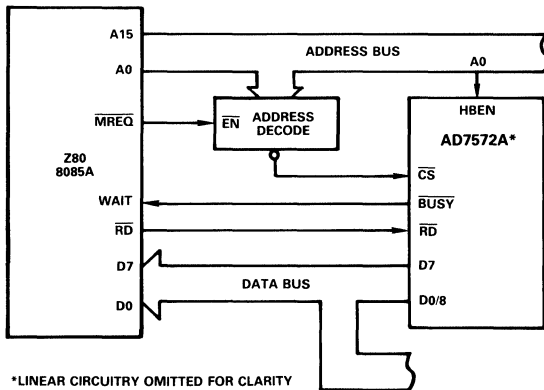 A15
ADDRESS BUS
A0
A0
MREQ
EN
ADDRESS
DECODE
HBEN
AD7572A*
Z80
8085A
CS
WAIT
BUSY
RD
RD
D7
D7
DATA BUS
D0
D0/8
*LINEAR CIRCUITRY OMITTED FOR CLARITY